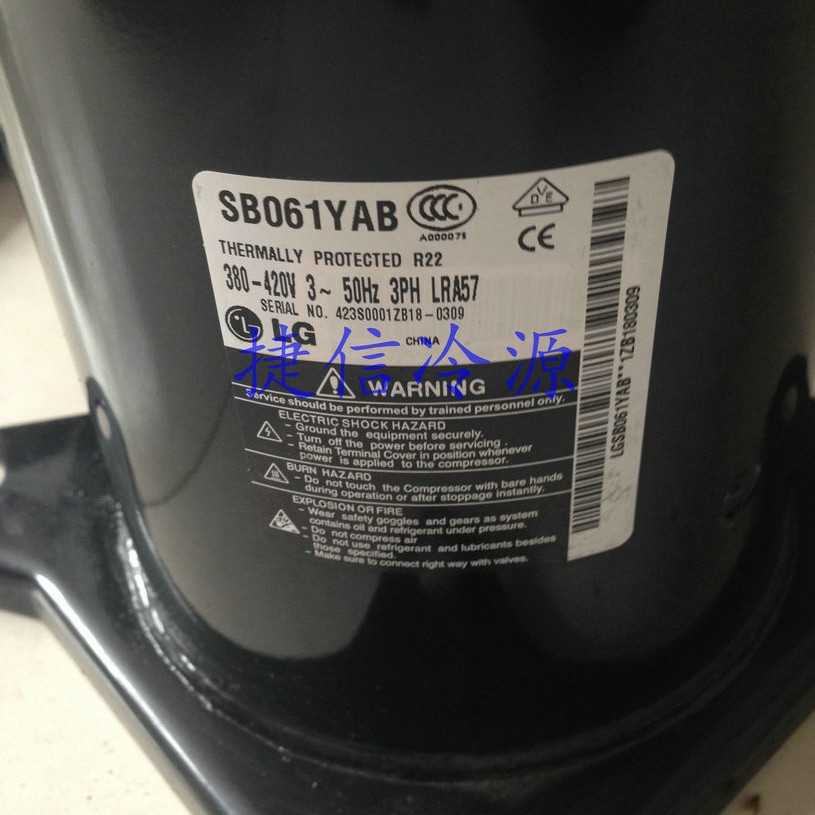 SB061YAB
CCC
A000071
DVE
CE
THERMALLY PROTECTED R22
380-420V 3~ 50Hz 3PH LRA57
SERIAL NO. 423S0001ZB18-0309
LG
CHINA
捷信冷源
WARNING
Service should be performed by trained personnel only.
ELECTRIC SHOCK HAZARD
- Ground the equipment securely.
- Turn off the power before servicing.
- Retain Terminal Cover in position whenever
power is applied to the compressor.
BURN HAZARD
- Do not touch the Compressor with bare hands
during operation or after stoppage instantly.
EXPLOSION OR FIRE
- Wear safety goggles and gears as system
contains oil and refrigerant under pressure.
- Do not compress air
- Do not use refrigerant and lubricants besides
those specified.
- Make sure to connect right way with valves.
LGSB061YAB**1ZB180309